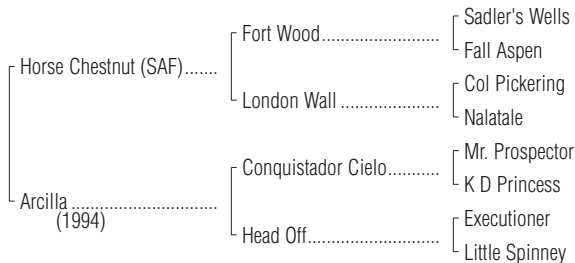 Sadler's Wells
Fort Wood
Fall Aspen
Horse Chestnut (SAF)
Col Pickering
London Wall
Nalatale
Mr. Prospector
Conquistador Cielo
K D Princess
Arcilla
(1994)
Executioner
Head Off
Little Spinney